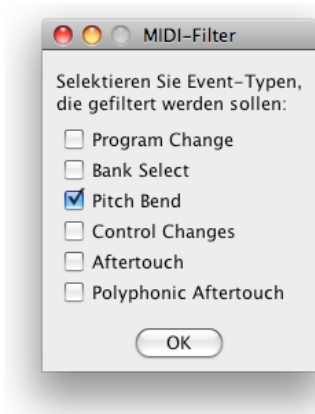 MIDI-Filter
Selektieren Sie Event-Typen,
die gefiltert werden sollen:
Program Change
Bank Select
Pitch Bend
Control Changes
Aftertouch
Polyphonic Aftertouch
OK